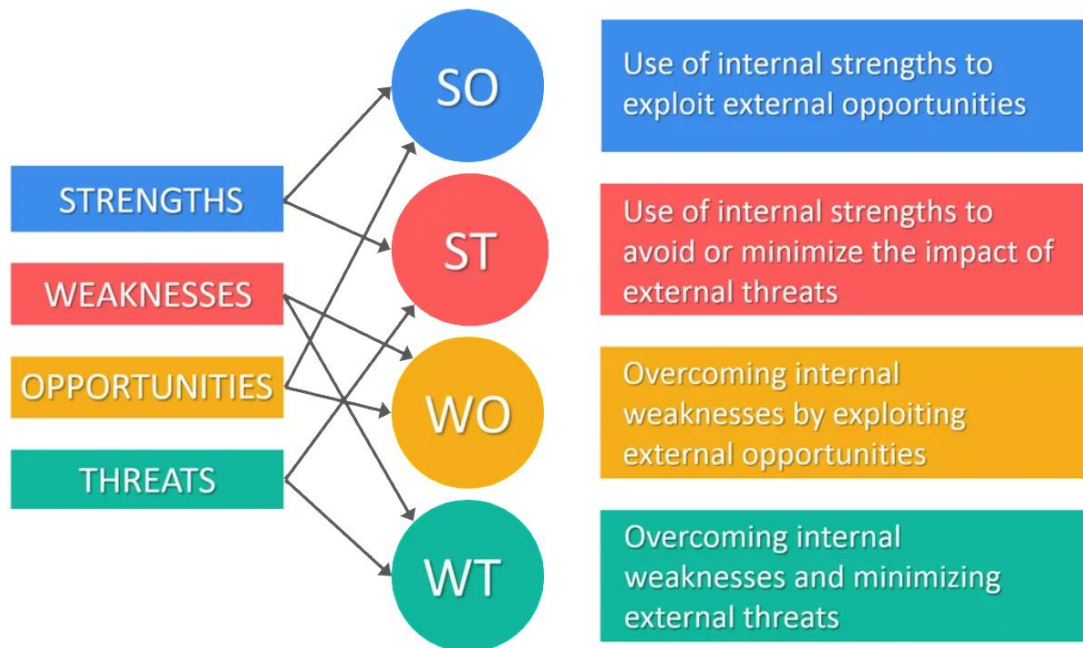 STRENGTHS
WEAKNESSES
OPPORTUNITIES
THREATS
SO
ST
WO
WT
Use of internal strengths to
exploit external opportunities
Use of internal strengths to
avoid or minimize the impact of
external threats
Overcoming internal
weaknesses by exploiting
external opportunities
Overcoming internal
weaknesses and minimizing
external threats